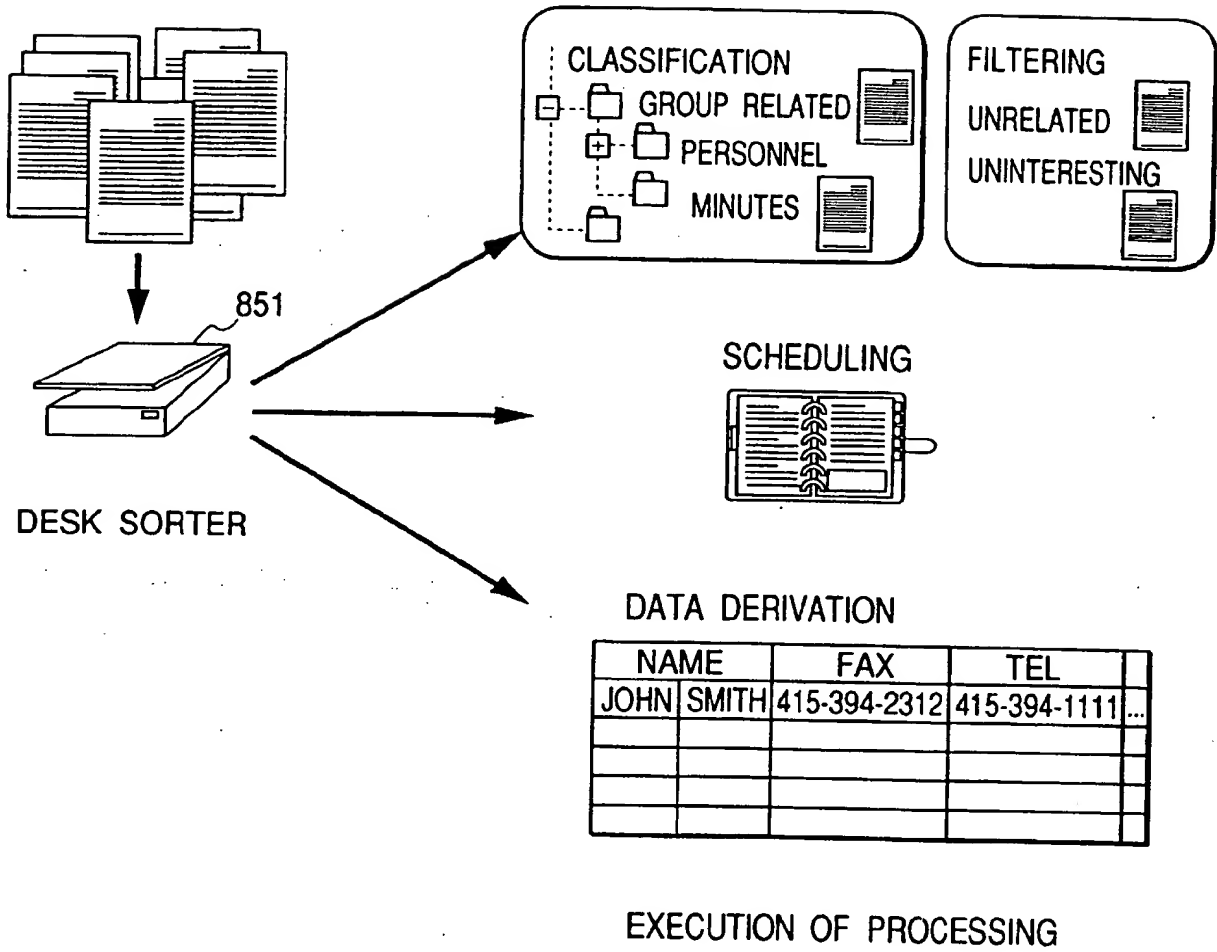 CLASSIFICATION
GROUP RELATED
PERSONNEL
MINUTES
FILTERING
UNRELATED
UNINTERESTING
851
DESK SORTER
SCHEDULING
DATA DERIVATION
NAME FAX TEL
JOHN SMITH 415-394-2312 415-394-1111 ...
EXECUTION OF PROCESSING